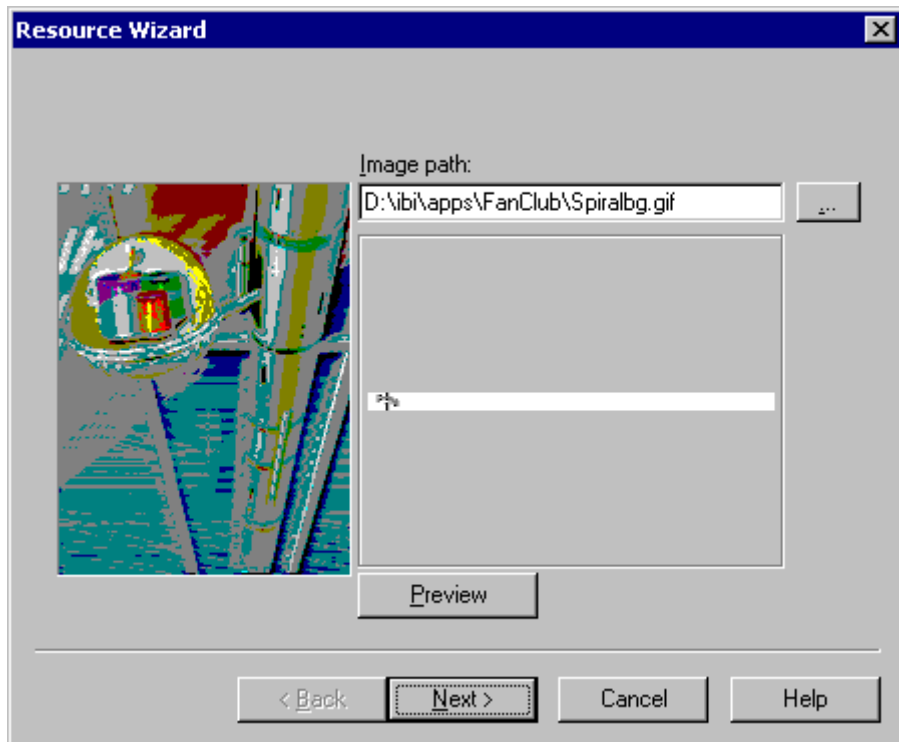 Resource Wizard
Image path:
D:\ibi\apps\FanClub\Spiralbg.gif
...
Preview
< Back
Next >
Cancel
Help